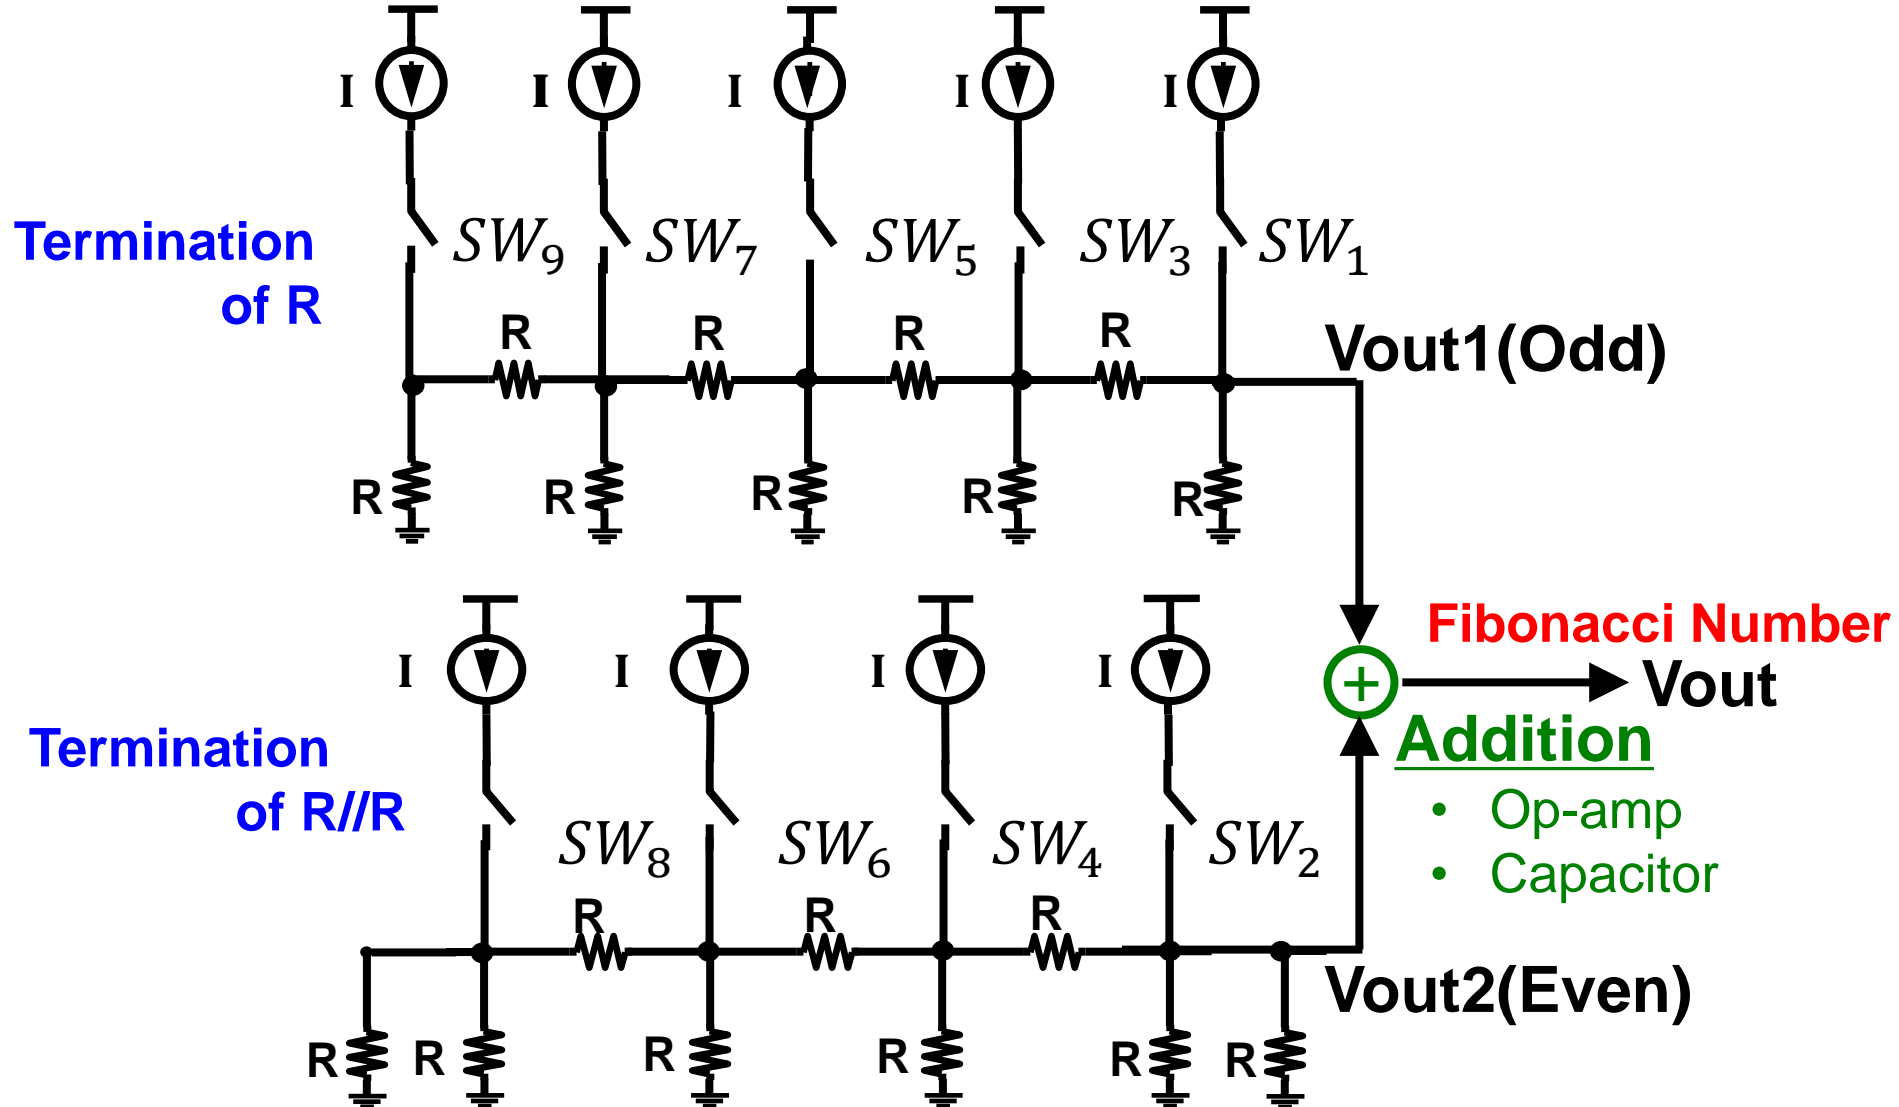 I I I I I
SW₉ SW₇ SW₅ SW₃ SW₁
Termination
of R
R R R R
Vout1(Odd)
R R R R R
I I I I
Fibonacci Number
+
Vout
Termination
of R//R
Addition
• Op-amp
• Capacitor
SW₈ SW₆ SW₄ SW₂
R R R
Vout2(Even)
R R R R R R